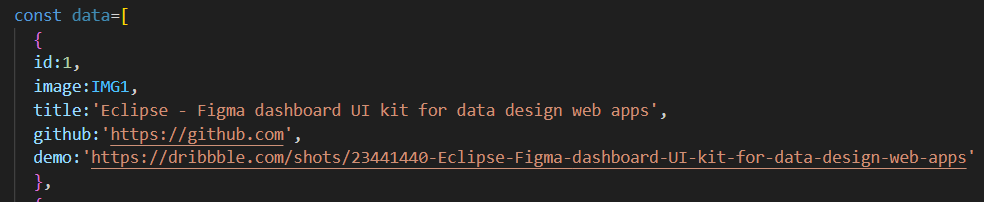 const data=[
{
id:1,
image:IMG1,
title:'Eclipse - Figma dashboard UI kit for data design web apps',
github:'https://github.com',
demo:'https://dribbble.com/shots/23441440-Eclipse-Figma-dashboard-UI-kit-for-data-design-web-apps'
},
{